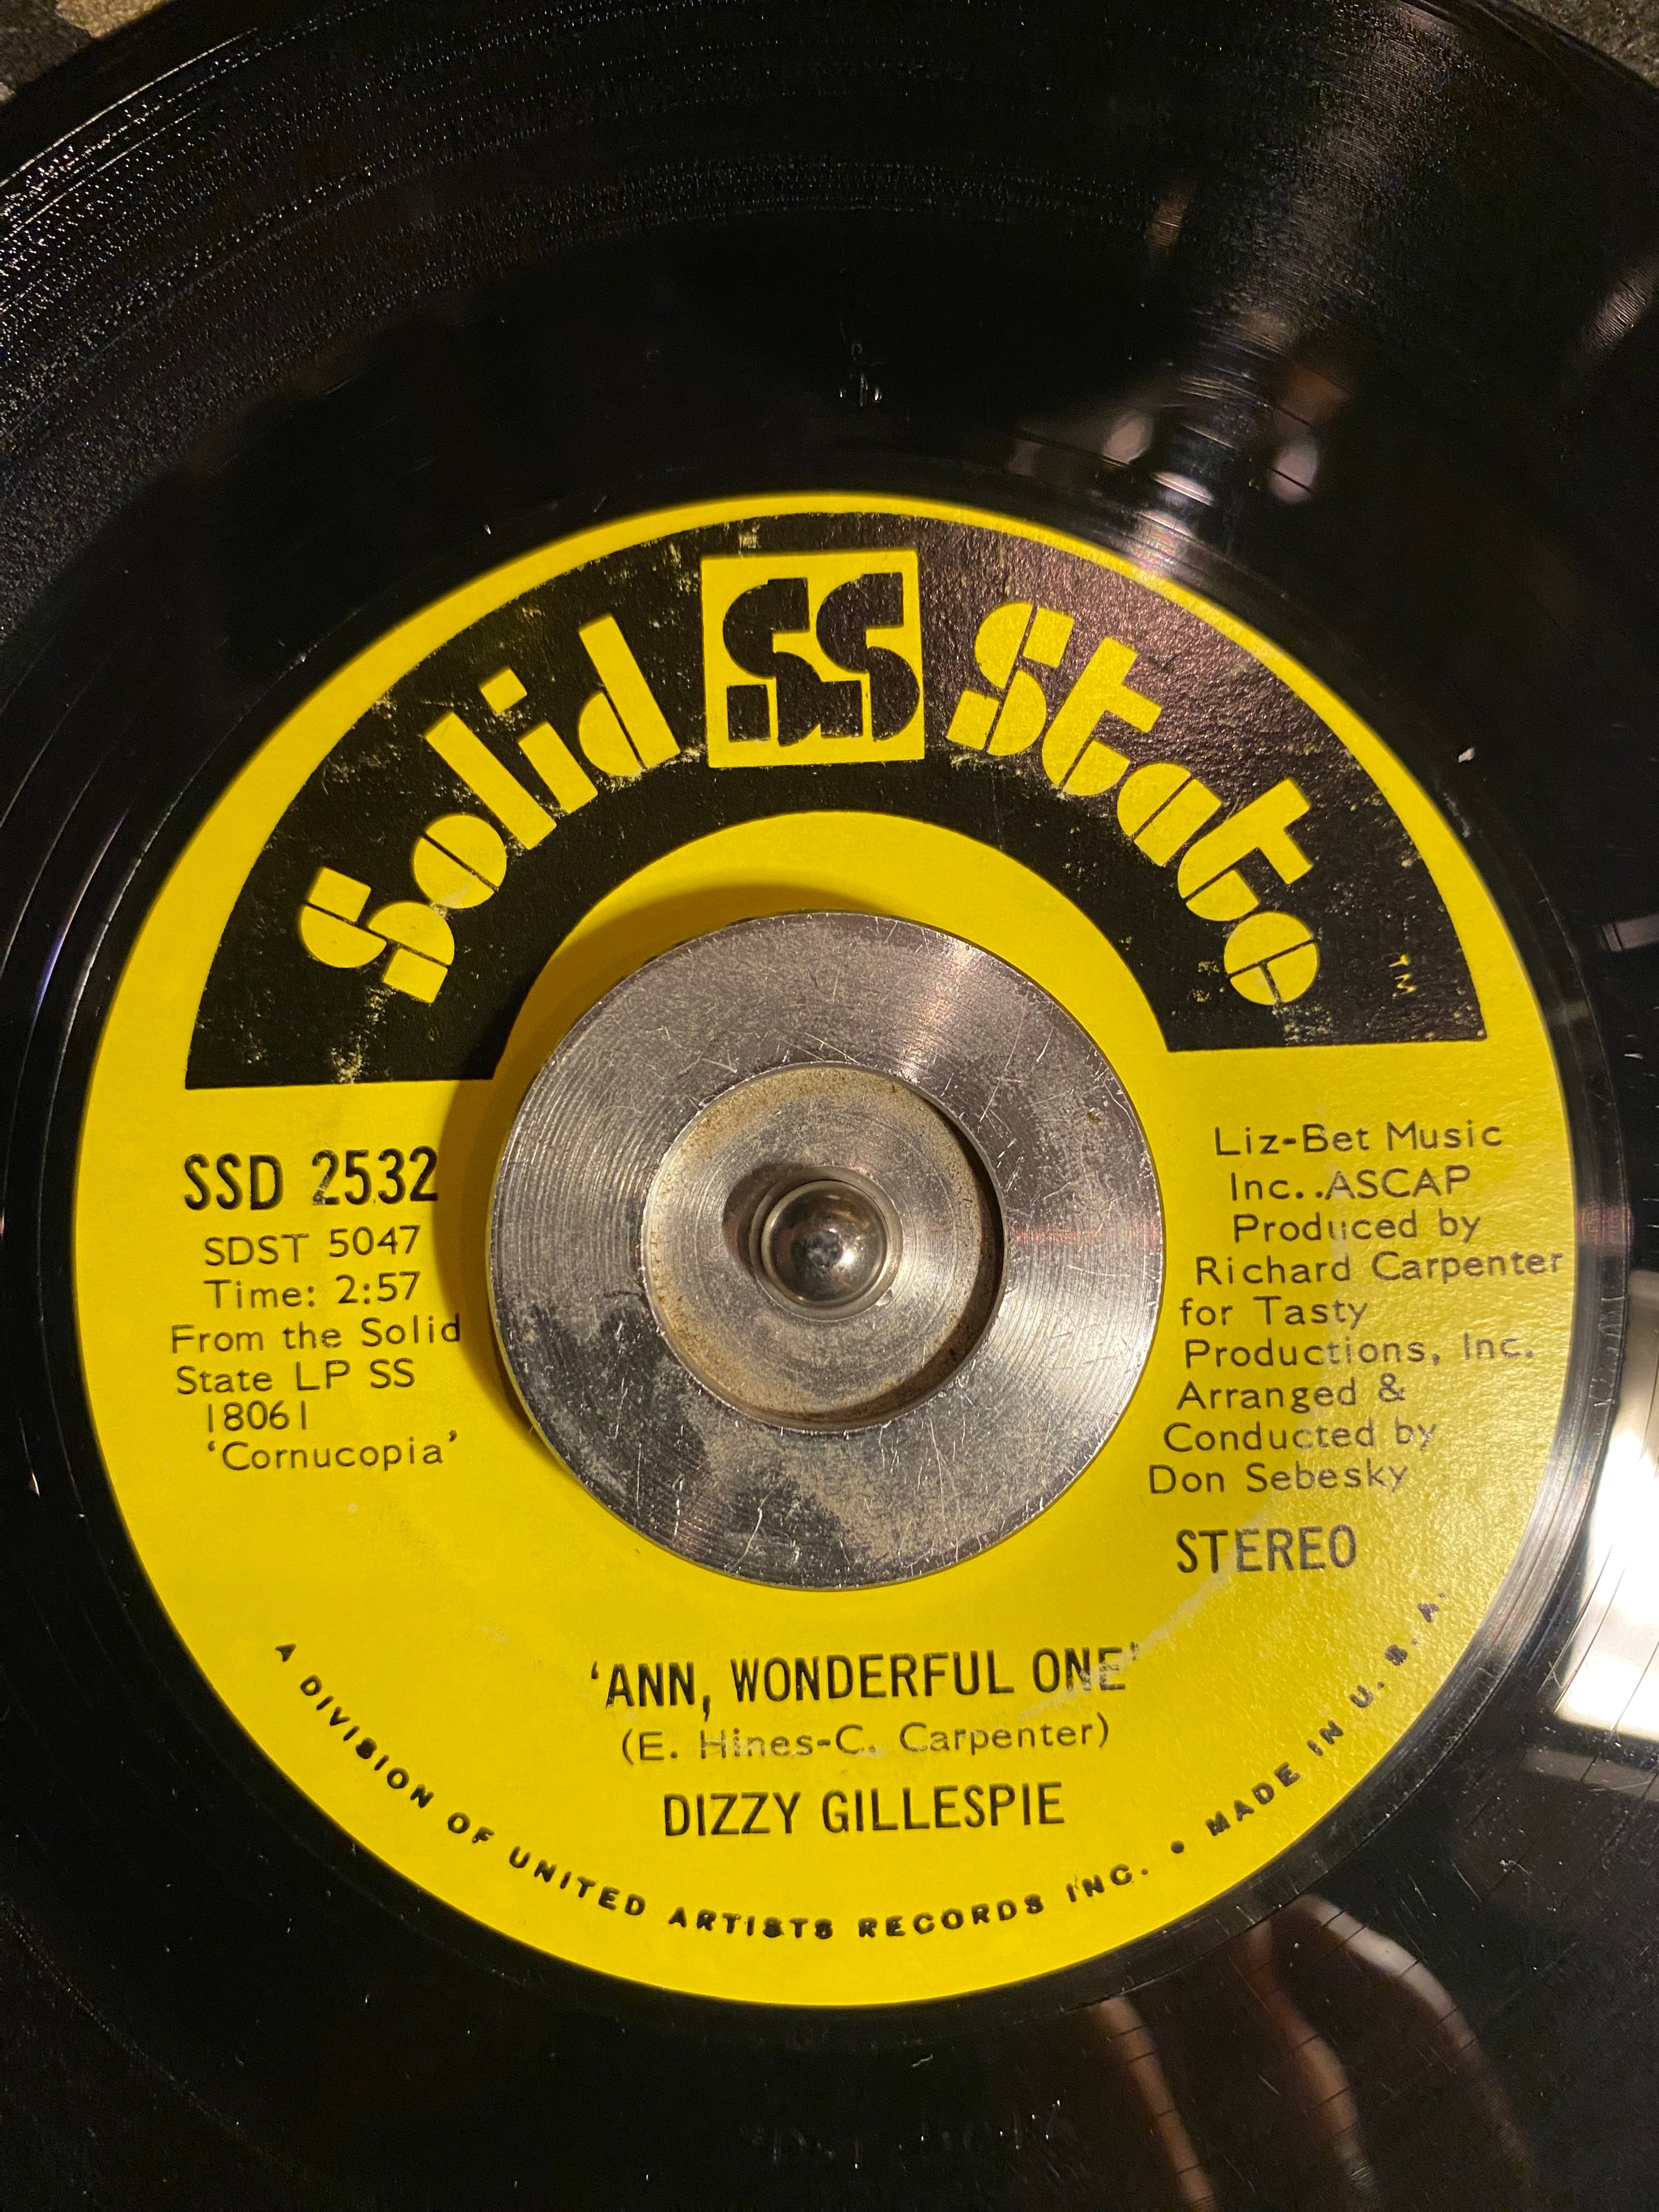 Solid SS State
TM
SSD 2532
SDST 5047
Time: 2:57
From the Solid
State LP SS
18061
‘Cornucopia’
Liz-Bet Music
Inc..ASCAP
Produced by
Richard Carpenter
for Tasty
Productions, Inc.
Arranged &
Conducted by
Don Sebesky
STEREO
‘ANN, WONDERFUL ONE’
(E. Hines-C. Carpenter)
DIZZY GILLESPIE
A DIVISION OF UNITED ARTISTS RECORDS INC. • MADE IN U. S. A.